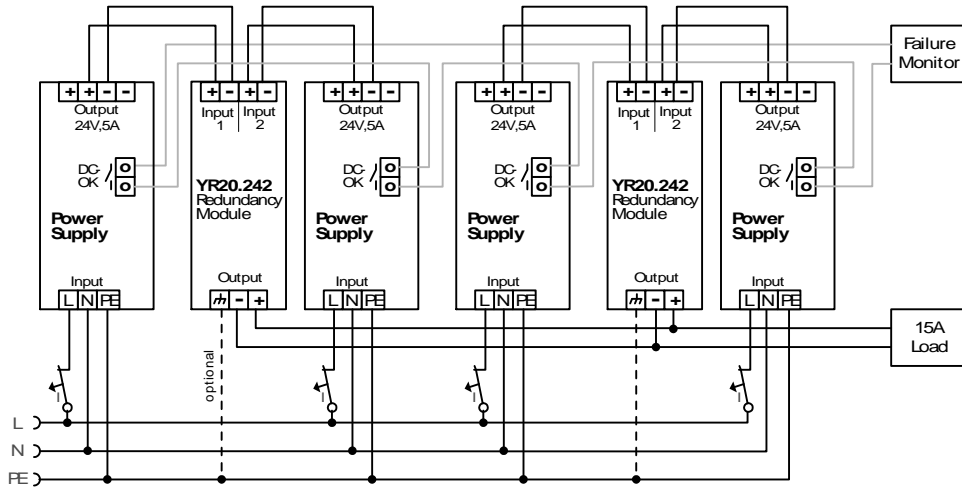 Failure
Monitor
+ + - -
Output
24V,5A
DC-
OK
Power
Supply
Input
L N PE
+ - + -
Input
1
Input
2
YR20.242
Redundancy
Module
Output
- +
optional
+ + - -
Output
24V,5A
DC-
OK
Power
Supply
Input
L N PE
+ + - -
Output
24V,5A
DC-
OK
Power
Supply
Input
L N PE
+ - + -
Input
1
Input
2
YR20.242
Redundancy
Module
Output
- +
+ + - -
Output
24V,5A
DC-
OK
Power
Supply
Input
L N PE
15A
Load
I
I
I
I
L
N
PE